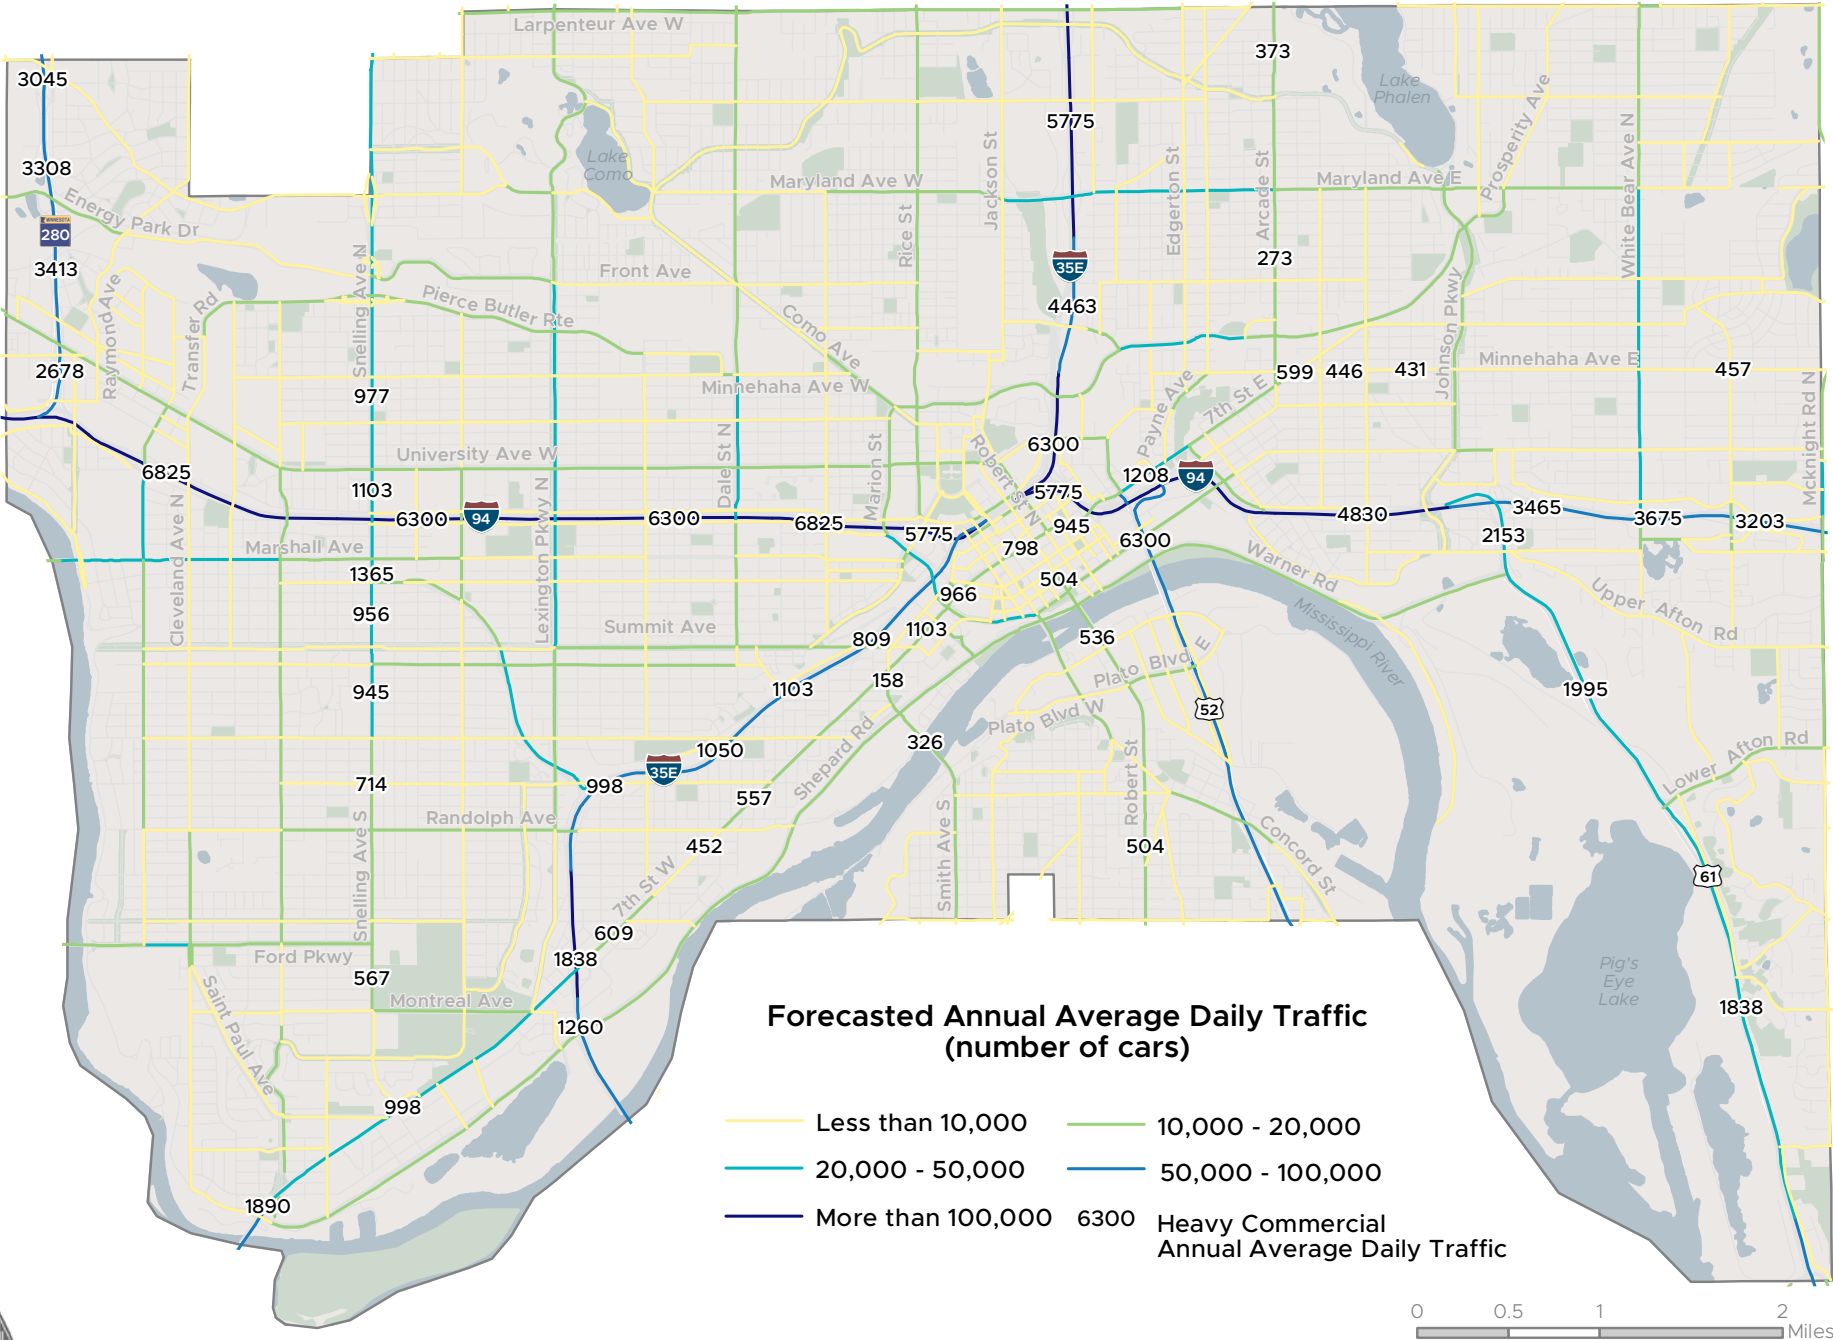 Larpenteur Ave W
373
3045
Lake
Phalen
5775
Prosperity Ave
White Bear Ave N
Jackson St
Edgerton St
Arcade St
Lake
Como
3308
Maryland Ave W
Maryland Ave E
Energy Park Dr
Rice St
MINNESOTA
280
3413
Snelling Ave N
Front Ave
35E
273
Raymond Ave
Transfer Rd
Pierce Butler Rte
4463
Johnson Pkwy
Como Ave
2678
977
Minnehaha Ave W
Payne Ave
7th St E
599
446
431
Minnehaha Ave E
457
Mcknight Rd N
University Ave W
Dale St N
Marion St
Robert St N
6300
6825
1103
1208
94
5775
Cleveland Ave N
6300
94
Lexington Pkwy N
6300
6825
5775
945
798
6300
4830
3465
3675
3203
2153
Marshall Ave
1365
504
Warner Rd
966
956
Mississippi River
Upper Afton Rd
Summit Ave
809
1103
536
Plato Blvd E
945
1103
158
1995
52
Plato Blvd W
1050
326
Shepard Rd
Robert St
Lower Afton Rd
714
998
35E
557
Randolph Ave
Smith Ave S
452
504
Concord St
Snelling Ave S
7th St W
61
609
Ford Pkwy
1838
567
Pig's
Eye
Lake
Saint Paul Ave
Montreal Ave
1838
1260
998
1890
Forecasted Annual Average Daily Traffic
(number of cars)
Less than 10,000
10,000 - 20,000
20,000 - 50,000
50,000 - 100,000
More than 100,000
6300
Heavy Commercial
Annual Average Daily Traffic
0 0.5 1 2
Miles